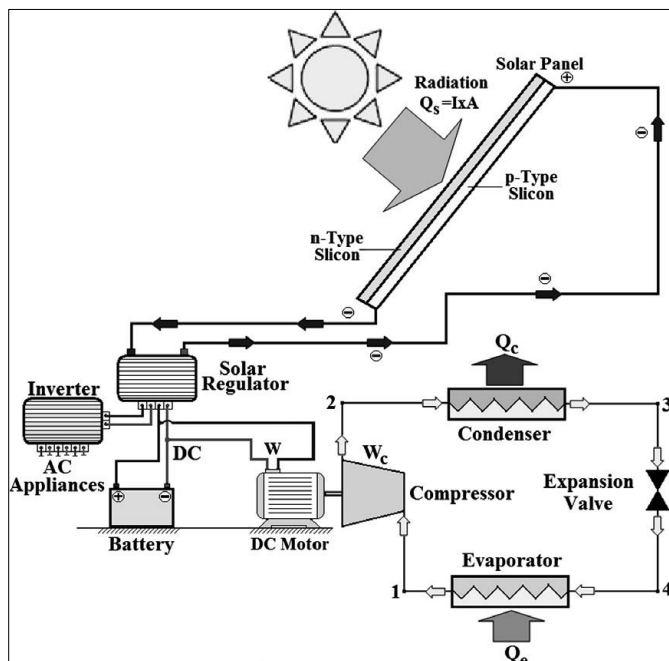 Solar Panel
⊕
Radiation
Qs=IxA
⊖
p-Type
Slicon
n-Type
Slicon
⊖
⊖
⊖
⊖
⊖
Solar
Regulator
Qc
Inverter
2
3
Condenser
AC
Appliances
DC
W
Wc
Compressor
Expansion
Valve
⊕
⊖
Battery
DC Motor
Evaporator
1
4
Qe